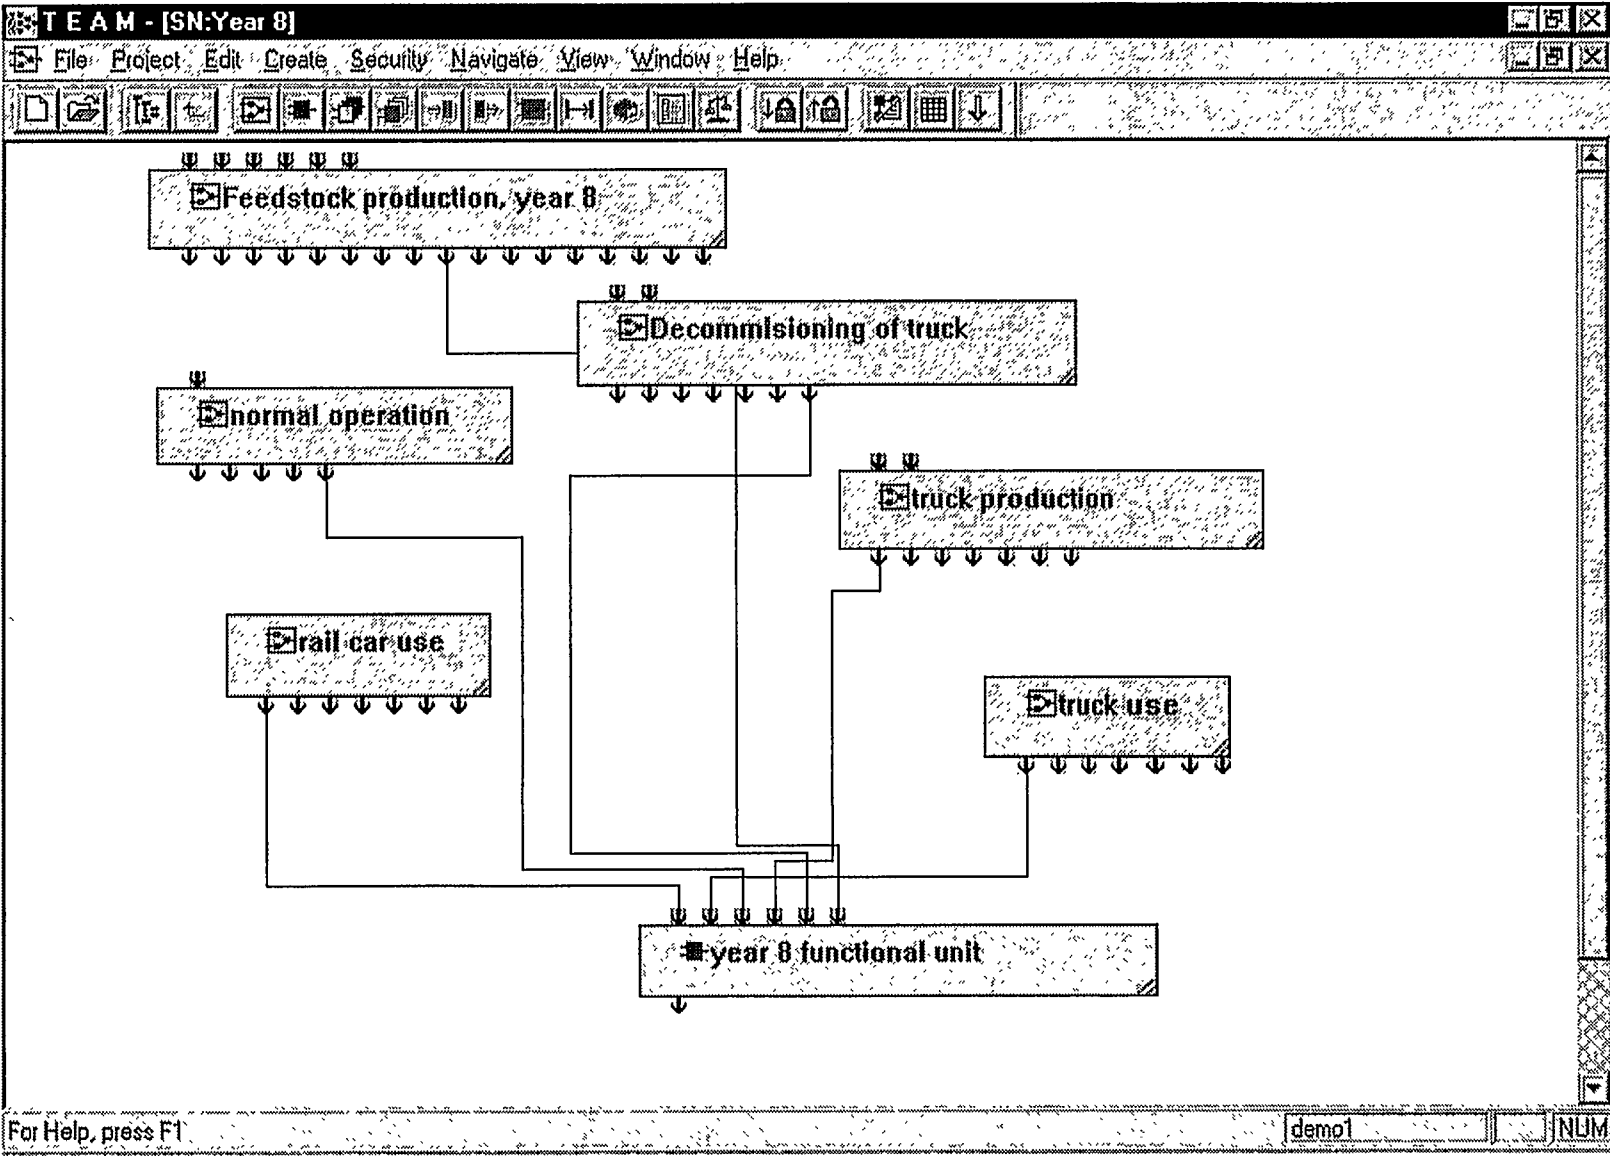 T E A M - [SN:Year 8]
File Project Edit Create Security Navigate View Window Help
Feedstock production, year 8
Decommisioning of truck
normal operation
truck production
rail car use
truck use
year 8 functional unit
For Help, press F1 demo1 NUM